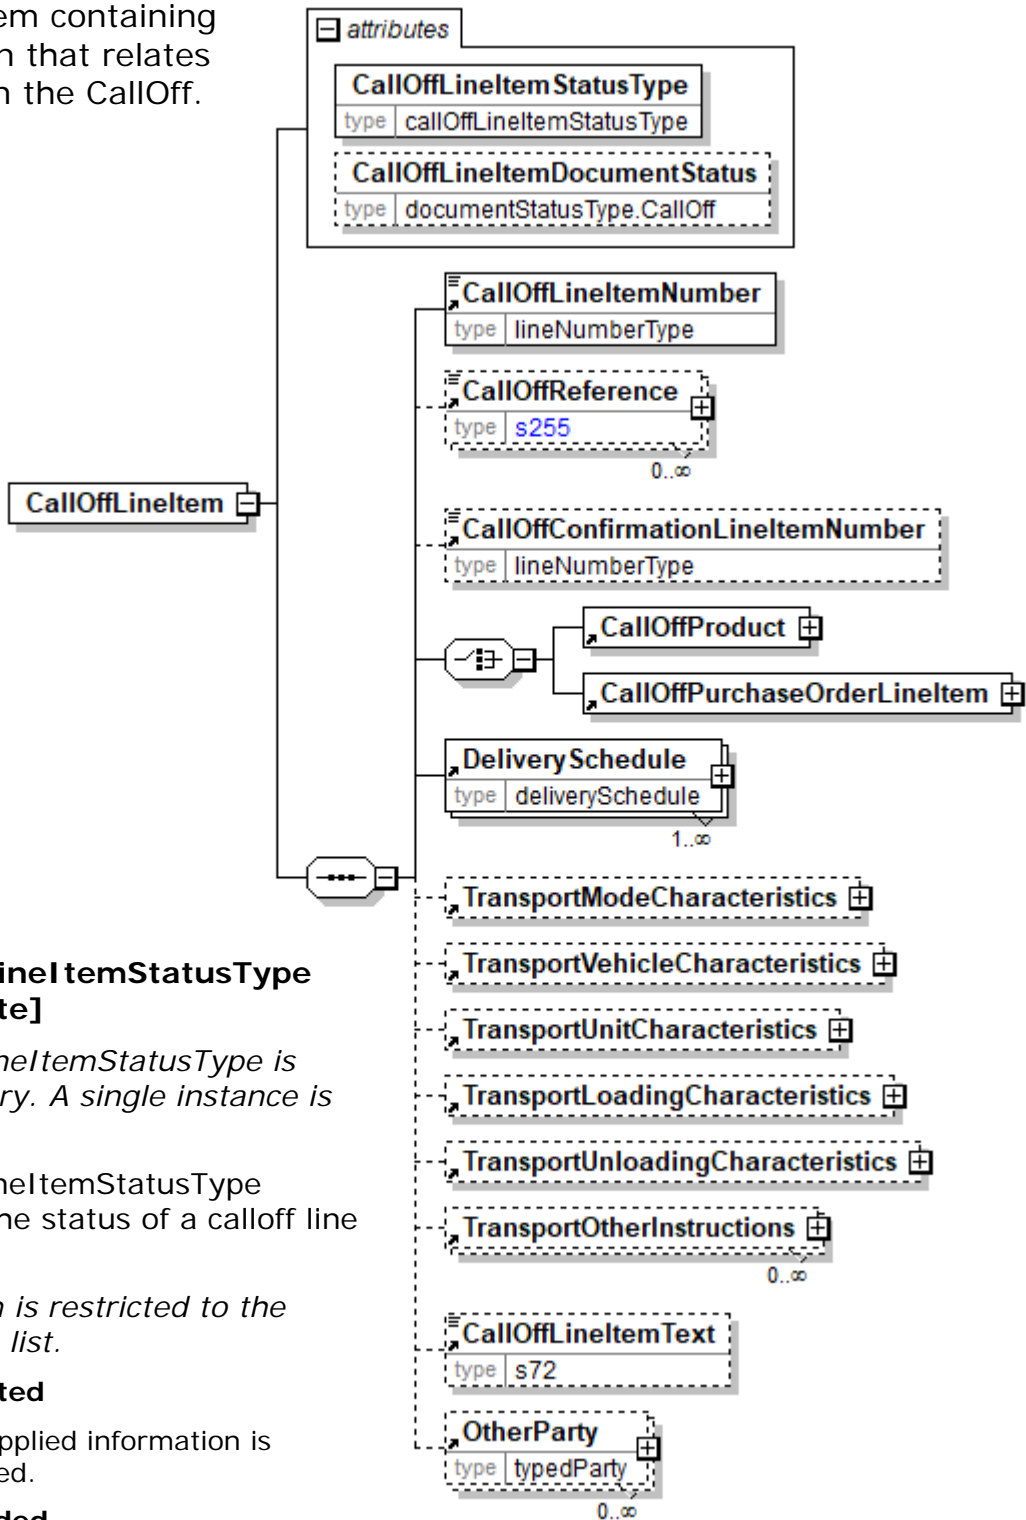 em containing
n that relates
n the CallOff.
attributes
CallOffLineItemStatusType
type callOffLineItemStatusType
CallOffLineItemDocumentStatus
type documentStatusType.CallOff
CallOffLineItemNumber
type lineNumberType
CallOffReference
type s255
0..∞
CallOffLineItem
CallOffConfirmationLineItemNumber
type lineNumberType
CallOffProduct
CallOffPurchaseOrderLineItem
DeliverySchedule
type deliverySchedule
1..∞
TransportModeCharacteristics
TransportVehicleCharacteristics
TransportUnitCharacteristics
TransportLoadingCharacteristics
TransportUnloadingCharacteristics
TransportOtherInstructions
0..∞
CallOffLineItemText
type s72
OtherParty
type typedParty
0..∞
ineItemStatusType
te]
neItemStatusType is
ry. A single instance is
neItemStatusType
ne status of a calloff line
n is restricted to the
list.
ted
pplied information is
ed.